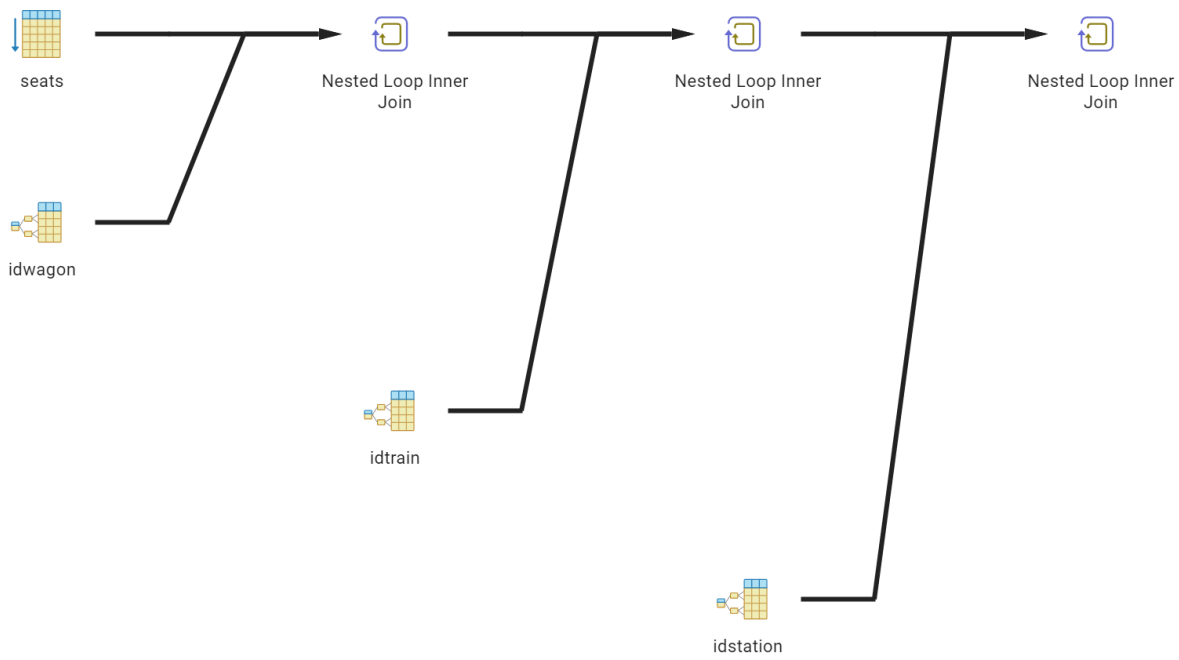 seats
Nested Loop Inner
Join
Nested Loop Inner
Join
Nested Loop Inner
Join
idwagon
idtrain
idstation